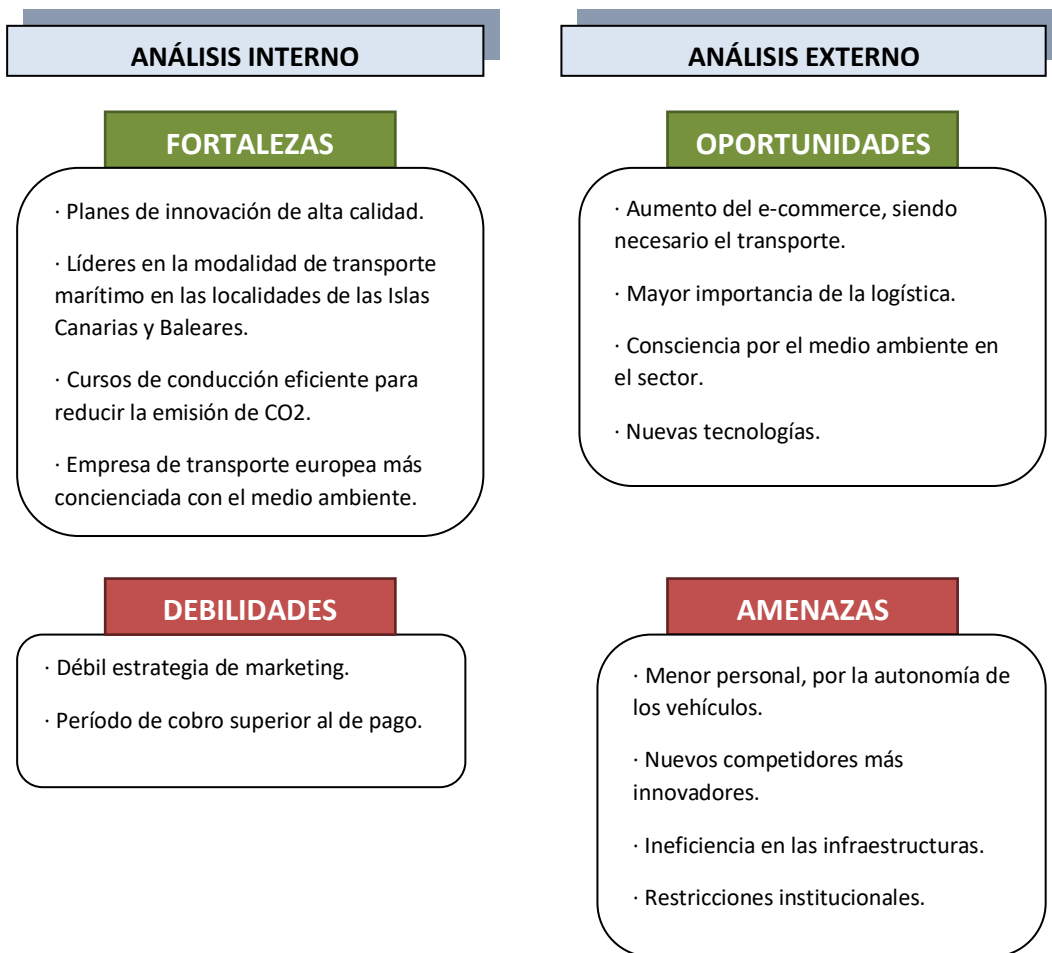 ANÁLISIS INTERNO
FORTALEZAS
· Planes de innovación de alta calidad.
· Líderes en la modalidad de transporte
marítimo en las localidades de las Islas
Canarias y Baleares.
· Cursos de conducción eficiente para
reducir la emisión de CO2.
· Empresa de transporte europea más
concienciada con el medio ambiente.
DEBILIDADES
· Débil estrategia de marketing.
· Período de cobro superior al de pago.
ANÁLISIS EXTERNO
OPORTUNIDADES
· Aumento del e-commerce, siendo
necesario el transporte.
· Mayor importancia de la logística.
· Consciencia por el medio ambiente en
el sector.
· Nuevas tecnologías.
AMENAZAS
· Menor personal, por la autonomía de
los vehículos.
· Nuevos competidores más
innovadores.
· Ineficiencia en las infraestructuras.
· Restricciones institucionales.